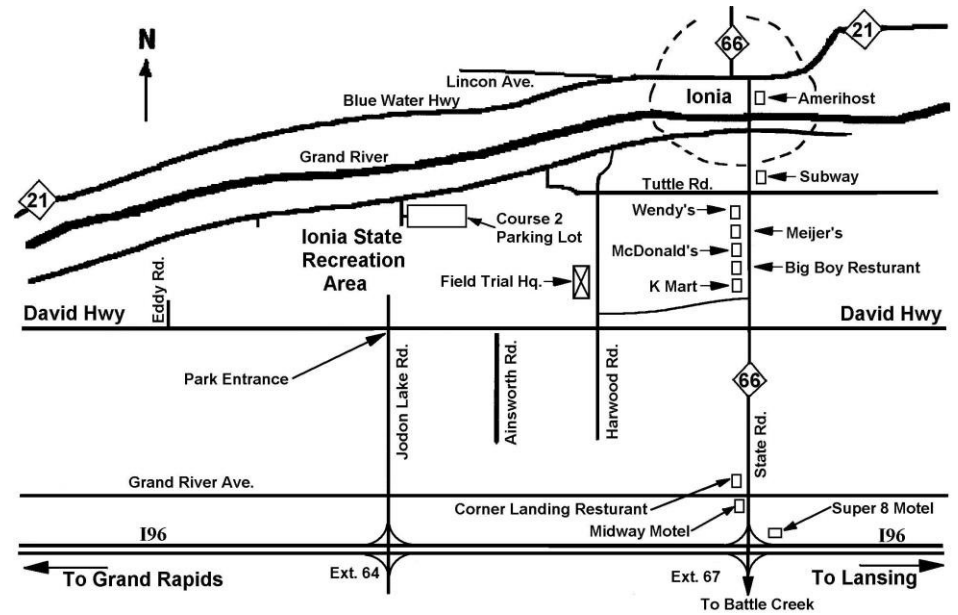 N
66
21
Lincon Ave.
Ionia
Amerihost
Blue Water Hwy
Grand River
21
Tuttle Rd.
Subway
Wendy's
Course 2
Parking Lot
Meijer's
Ionia State
Recreation
Area
McDonald's
Big Boy Resturant
Field Trial Hq.
K Mart
Eddy Rd.
David Hwy
David Hwy
Park Entrance
Jodon Lake Rd.
Ainsworth Rd.
Harwood Rd.
66
State Rd.
Grand River Ave.
Corner Landing Resturant
Super 8 Motel
Midway Motel
I96
I96
To Grand Rapids
Ext. 64
Ext. 67
To Lansing
To Battle Creek